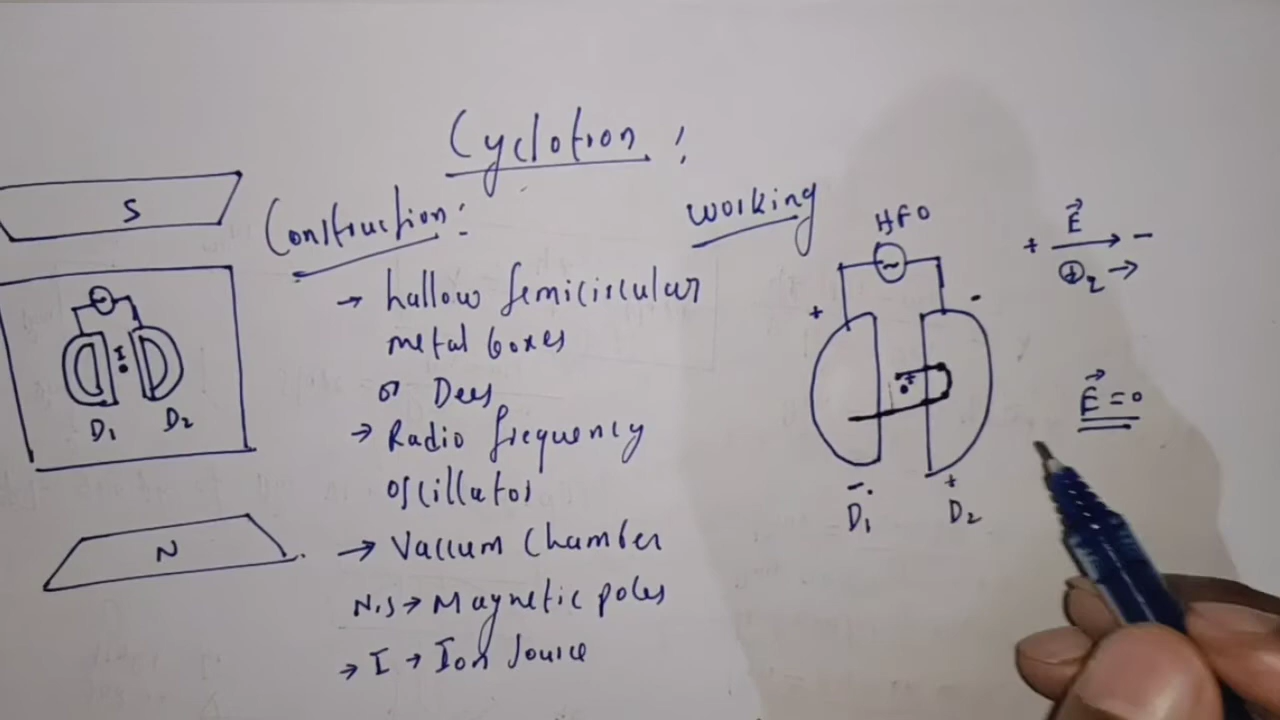 Cyclotron :
S
I
D1 D2
N
Construction :
→ hallow semicircular
metal boxes
or Dees
→ Radio frequency
oscillator
→ Vaccum chamber
N,S → Magnetic poles
→ I → Ion source
working
HFO
~
+ -
+
- +
D1 D2
E
+ → -
+ q →
E = 0